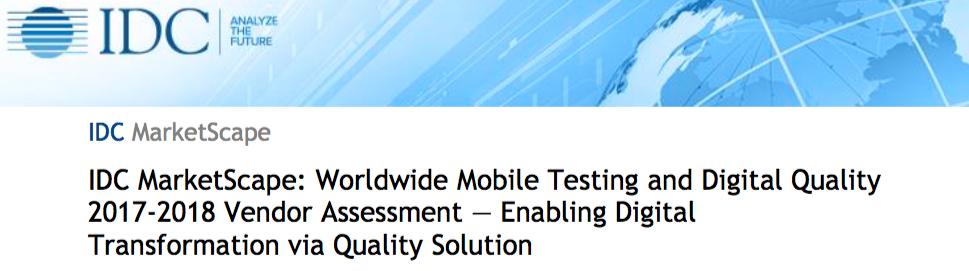 IDC
ANALYZE
THE
FUTURE
IDC MarketScape
IDC MarketScape: Worldwide Mobile Testing and Digital Quality
2017-2018 Vendor Assessment — Enabling Digital
Transformation via Quality Solution